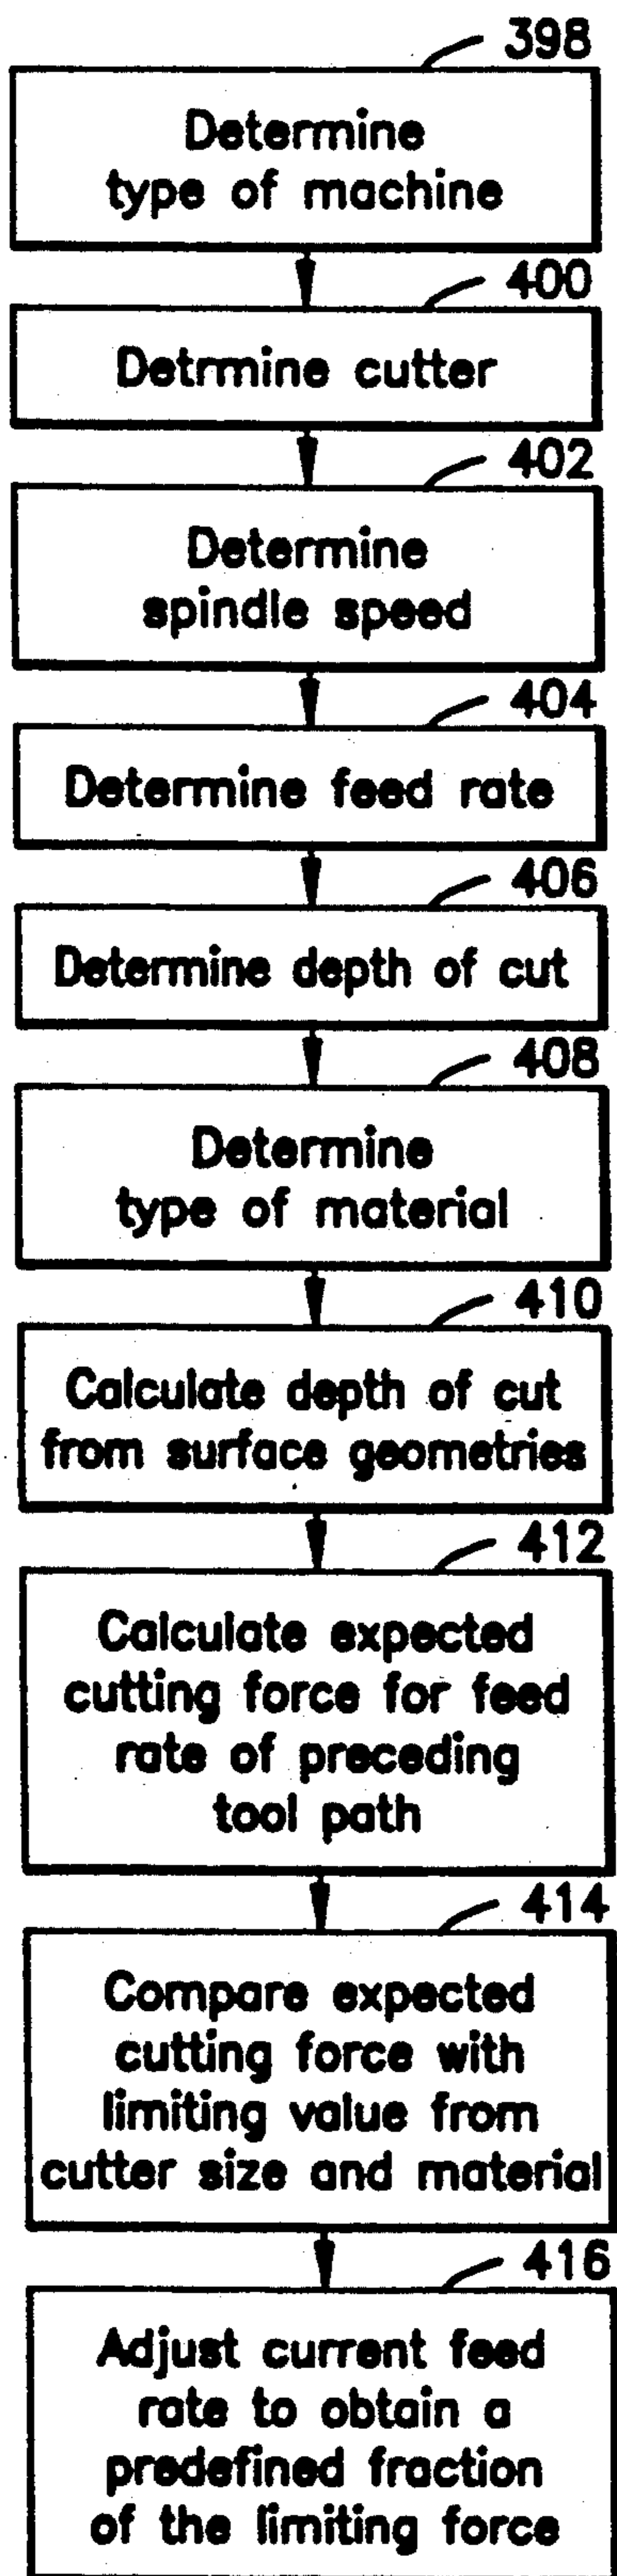 398
Determine
type of machine
400
Detrmine cutter
402
Determine
spindle speed
404
Determine feed rate
406
Determine depth of cut
408
Determine
type of material
410
Calculate depth of cut
from surface geometries
412
Calculate expected
cutting force for feed
rate of preceding
tool path
414
Compare expected
cutting force with
limiting value from
cutter size and material
416
Adjust current feed
rate to obtain a
predefined fraction
of the limiting force